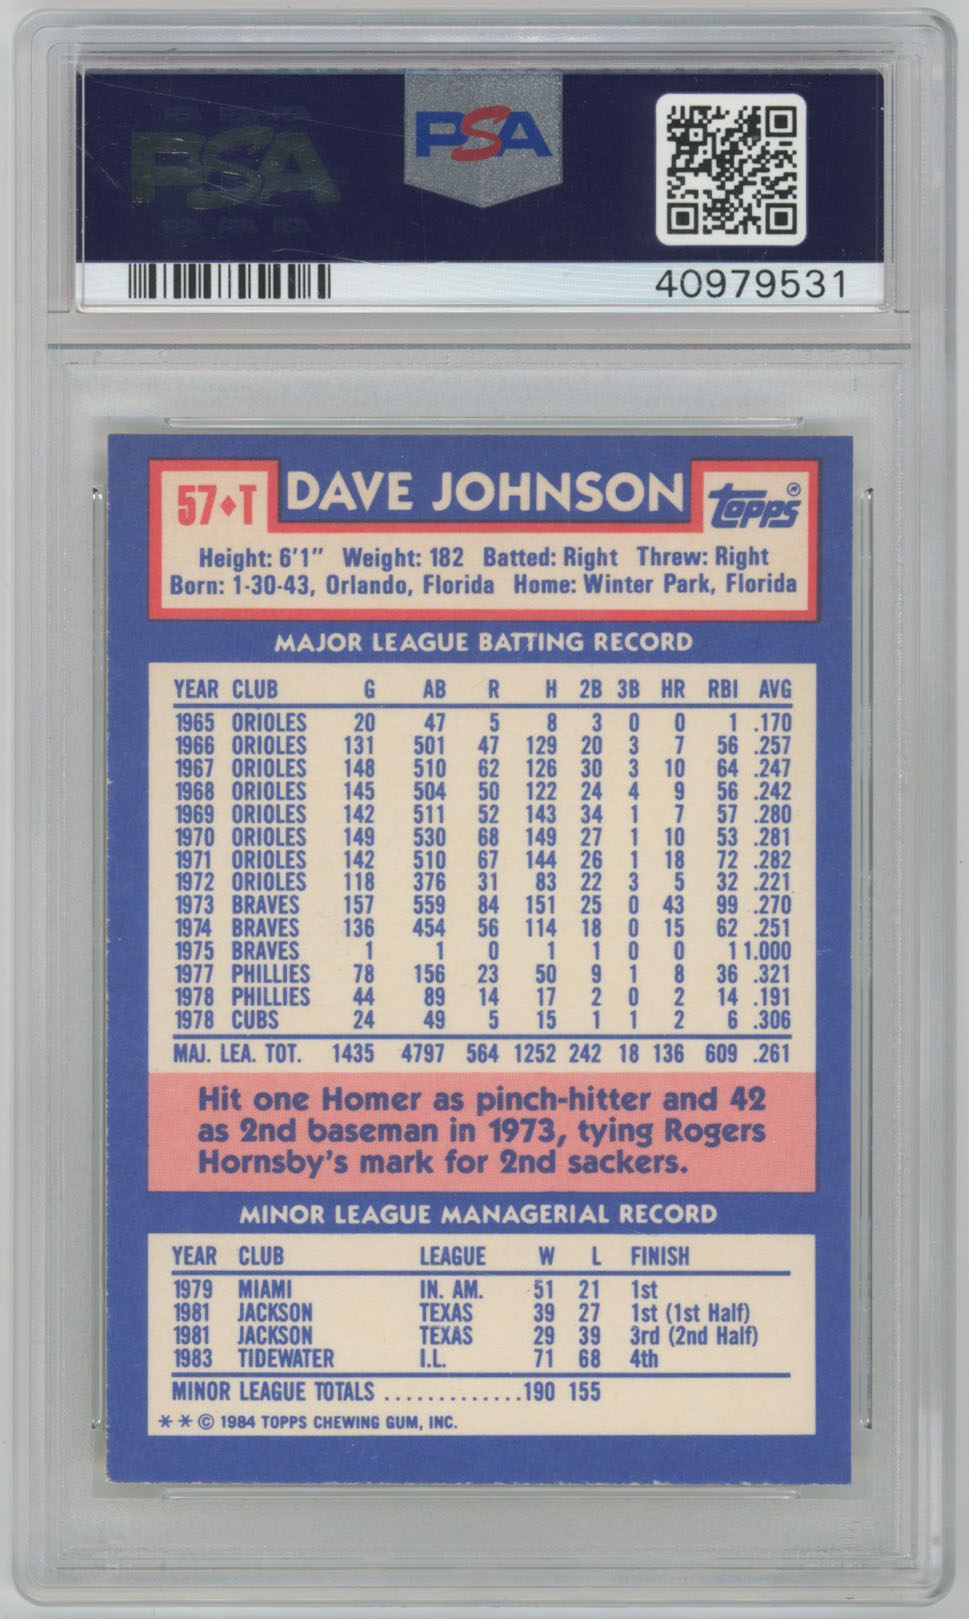 PSA PSA PSA
PSA
PSA PSA PSA
PSA
40979531
57♦T DAVE JOHNSON Topps®
Height: 6'1" Weight: 182 Batted: Right Threw: Right
Born: 1-30-43, Orlando, Florida Home: Winter Park, Florida
MAJOR LEAGUE BATTING RECORD
YEAR CLUB G AB R H 2B 3B HR RBI AVG
1965 ORIOLES 20 47 5 8 3 0 0 1 .170
1966 ORIOLES 131 501 47 129 20 3 7 56 .257
1967 ORIOLES 148 510 62 126 30 3 10 64 .247
1968 ORIOLES 145 504 50 122 24 4 9 56 .242
1969 ORIOLES 142 511 52 143 34 1 7 57 .280
1970 ORIOLES 149 530 68 149 27 1 10 53 .281
1971 ORIOLES 142 510 67 144 26 1 18 72 .282
1972 ORIOLES 118 376 31 83 22 3 5 32 .221
1973 BRAVES 157 559 84 151 25 0 43 99 .270
1974 BRAVES 136 454 56 114 18 0 15 62 .251
1975 BRAVES 1 1 0 1 1 0 0 1 1.000
1977 PHILLIES 78 156 23 50 9 1 8 36 .321
1978 PHILLIES 44 89 14 17 2 0 2 14 .191
1978 CUBS 24 49 5 15 1 1 2 6 .306
MAJ. LEA. TOT. 1435 4797 564 1252 242 18 136 609 .261
Hit one Homer as pinch-hitter and 42
as 2nd baseman in 1973, tying Rogers
Hornsby's mark for 2nd sackers.
MINOR LEAGUE MANAGERIAL RECORD
YEAR CLUB LEAGUE W L FINISH
1979 MIAMI IN. AM. 51 21 1st
1981 JACKSON TEXAS 39 27 1st (1st Half)
1981 JACKSON TEXAS 29 39 3rd (2nd Half)
1983 TIDEWATER I.L. 71 68 4th
MINOR LEAGUE TOTALS .............190 155
** © 1984 TOPPS CHEWING GUM, INC.